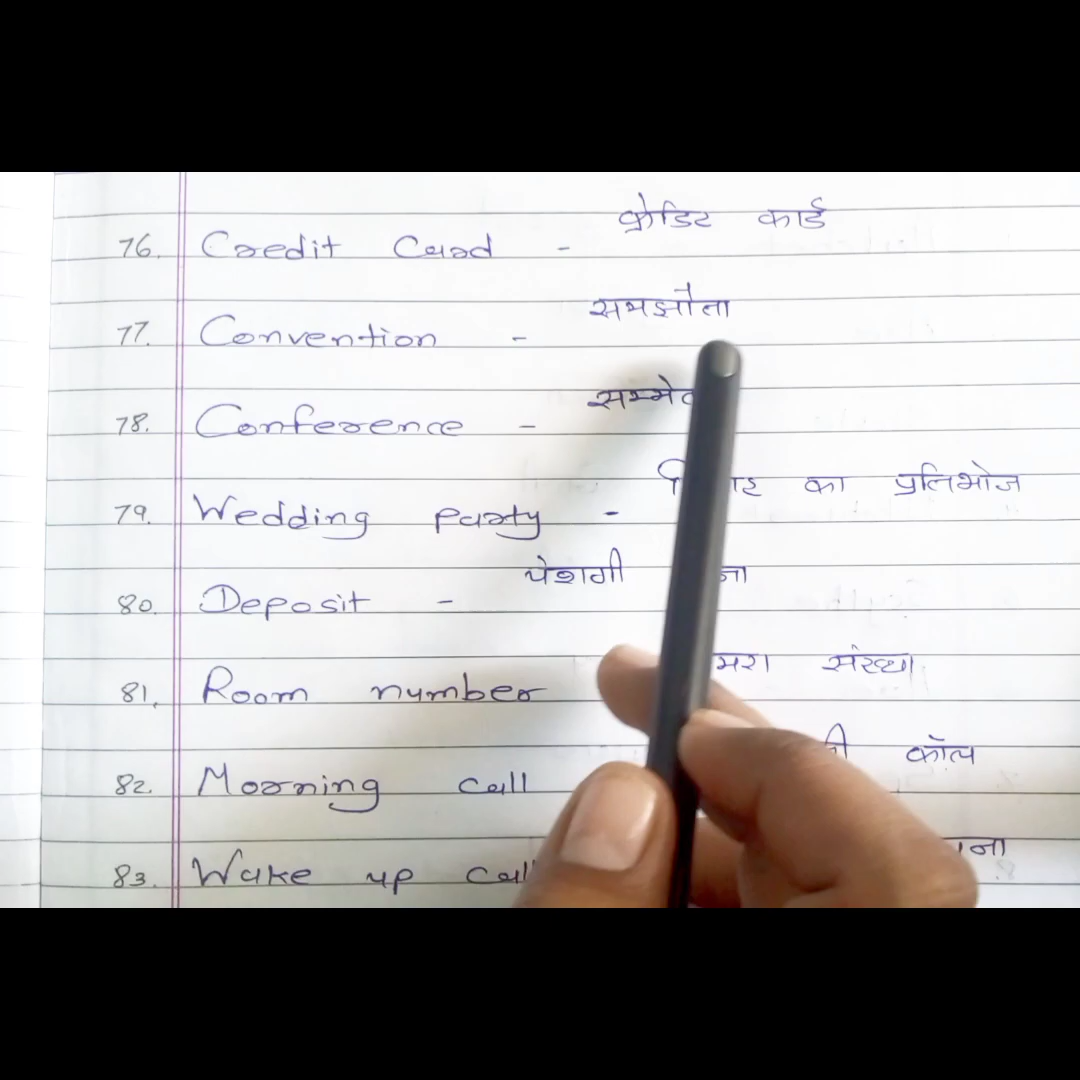 76. Credit Card - क्रेडिट कार्ड
77. Convention - समझौता
78. Conference -
79. Wedding party - का प्रतिभोज
80. Deposit - पेशगी
81. Room number संख्या
82. Morning call कॉल
83. Wake up call